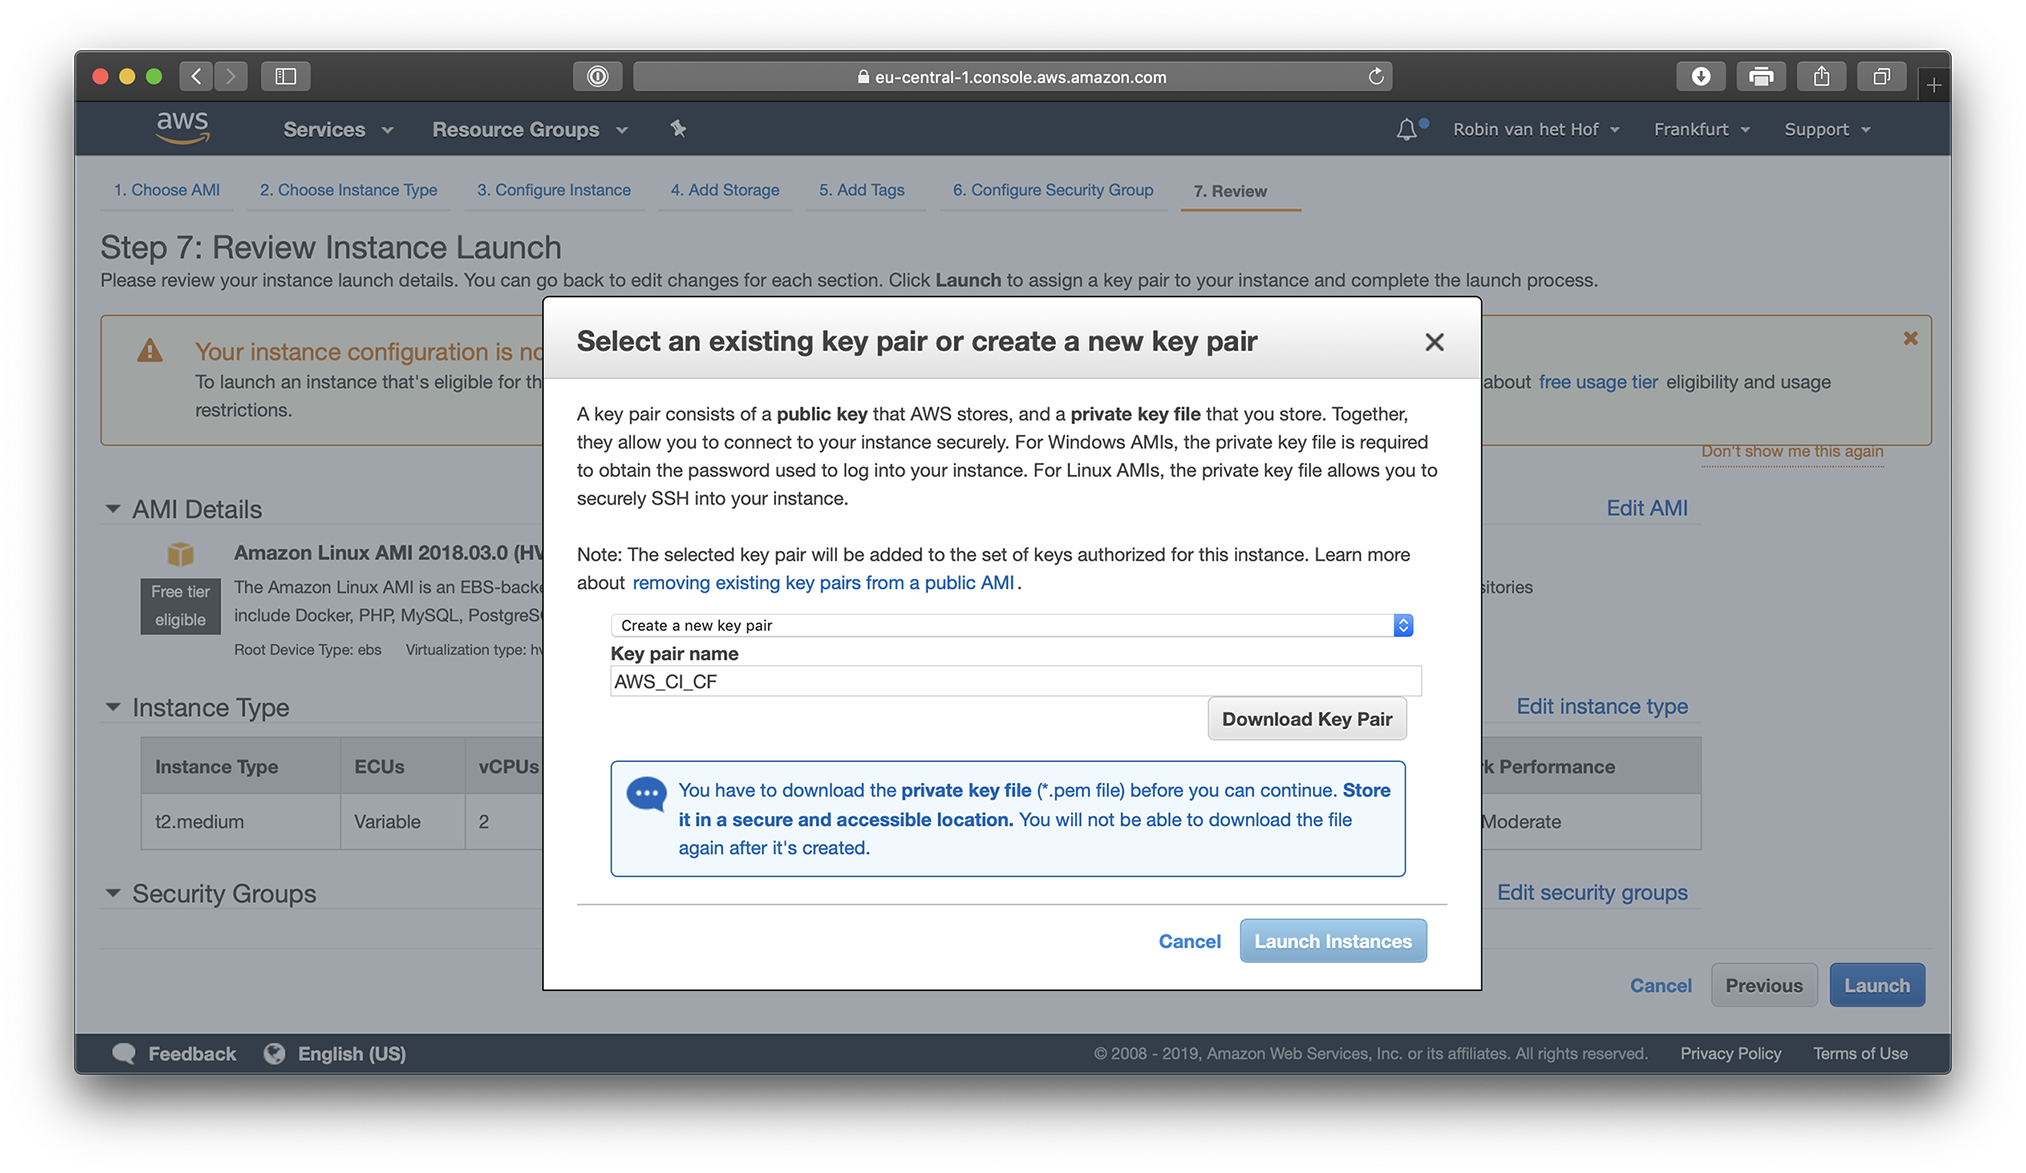 eu-central-1.console.aws.amazon.com
aws Services Resource Groups Robin van het Hof Frankfurt Support
1. Choose AMI 2. Choose Instance Type 3. Configure Instance 4. Add Storage 5. Add Tags 6. Configure Security Group 7. Review
Step 7: Review Instance Launch
Please review your instance launch details. You can go back to edit changes for each section. Click Launch to assign a key pair to your instance and complete the launch process.
Your instance configuration is no
To launch an instance that's eligible for th about free usage tier eligibility and usage
restrictions.
Don't show me this again
Select an existing key pair or create a new key pair
A key pair consists of a public key that AWS stores, and a private key file that you store. Together,
they allow you to connect to your instance securely. For Windows AMIs, the private key file is required
to obtain the password used to log into your instance. For Linux AMIs, the private key file allows you to
securely SSH into your instance.
Note: The selected key pair will be added to the set of keys authorized for this instance. Learn more
about removing existing key pairs from a public AMI.
Create a new key pair
Key pair name
AWS_CI_CF
Download Key Pair
You have to download the private key file (*.pem file) before you can continue. Store
it in a secure and accessible location. You will not be able to download the file
again after it's created.
Cancel Launch Instances
AMI Details Edit AMI
Amazon Linux AMI 2018.03.0 (HV
Free tier
eligible
The Amazon Linux AMI is an EBS-backe sitories
include Docker, PHP, MySQL, PostgreS
Root Device Type: ebs Virtualization type: hv
Instance Type Edit instance type
Instance Type ECUs vCPUs k Performance
t2.medium Variable 2 Moderate
Security Groups Edit security groups
Cancel Previous Launch
Feedback English (US) © 2008 - 2019, Amazon Web Services, Inc. or its affiliates. All rights reserved. Privacy Policy Terms of Use